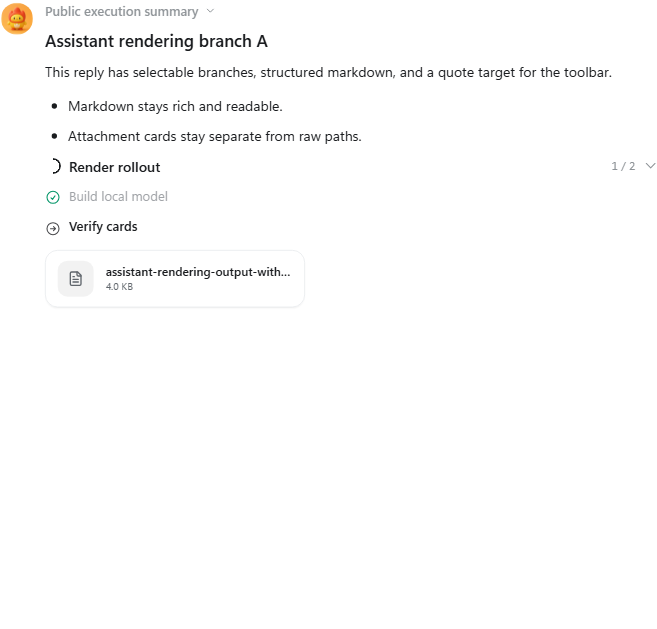 Public execution summary
Assistant rendering branch A
This reply has selectable branches, structured markdown, and a quote target for the toolbar.
Markdown stays rich and readable.
Attachment cards stay separate from raw paths.
Render rollout 1 / 2
Build local model
Verify cards
assistant-rendering-output-with...
4.0 KB